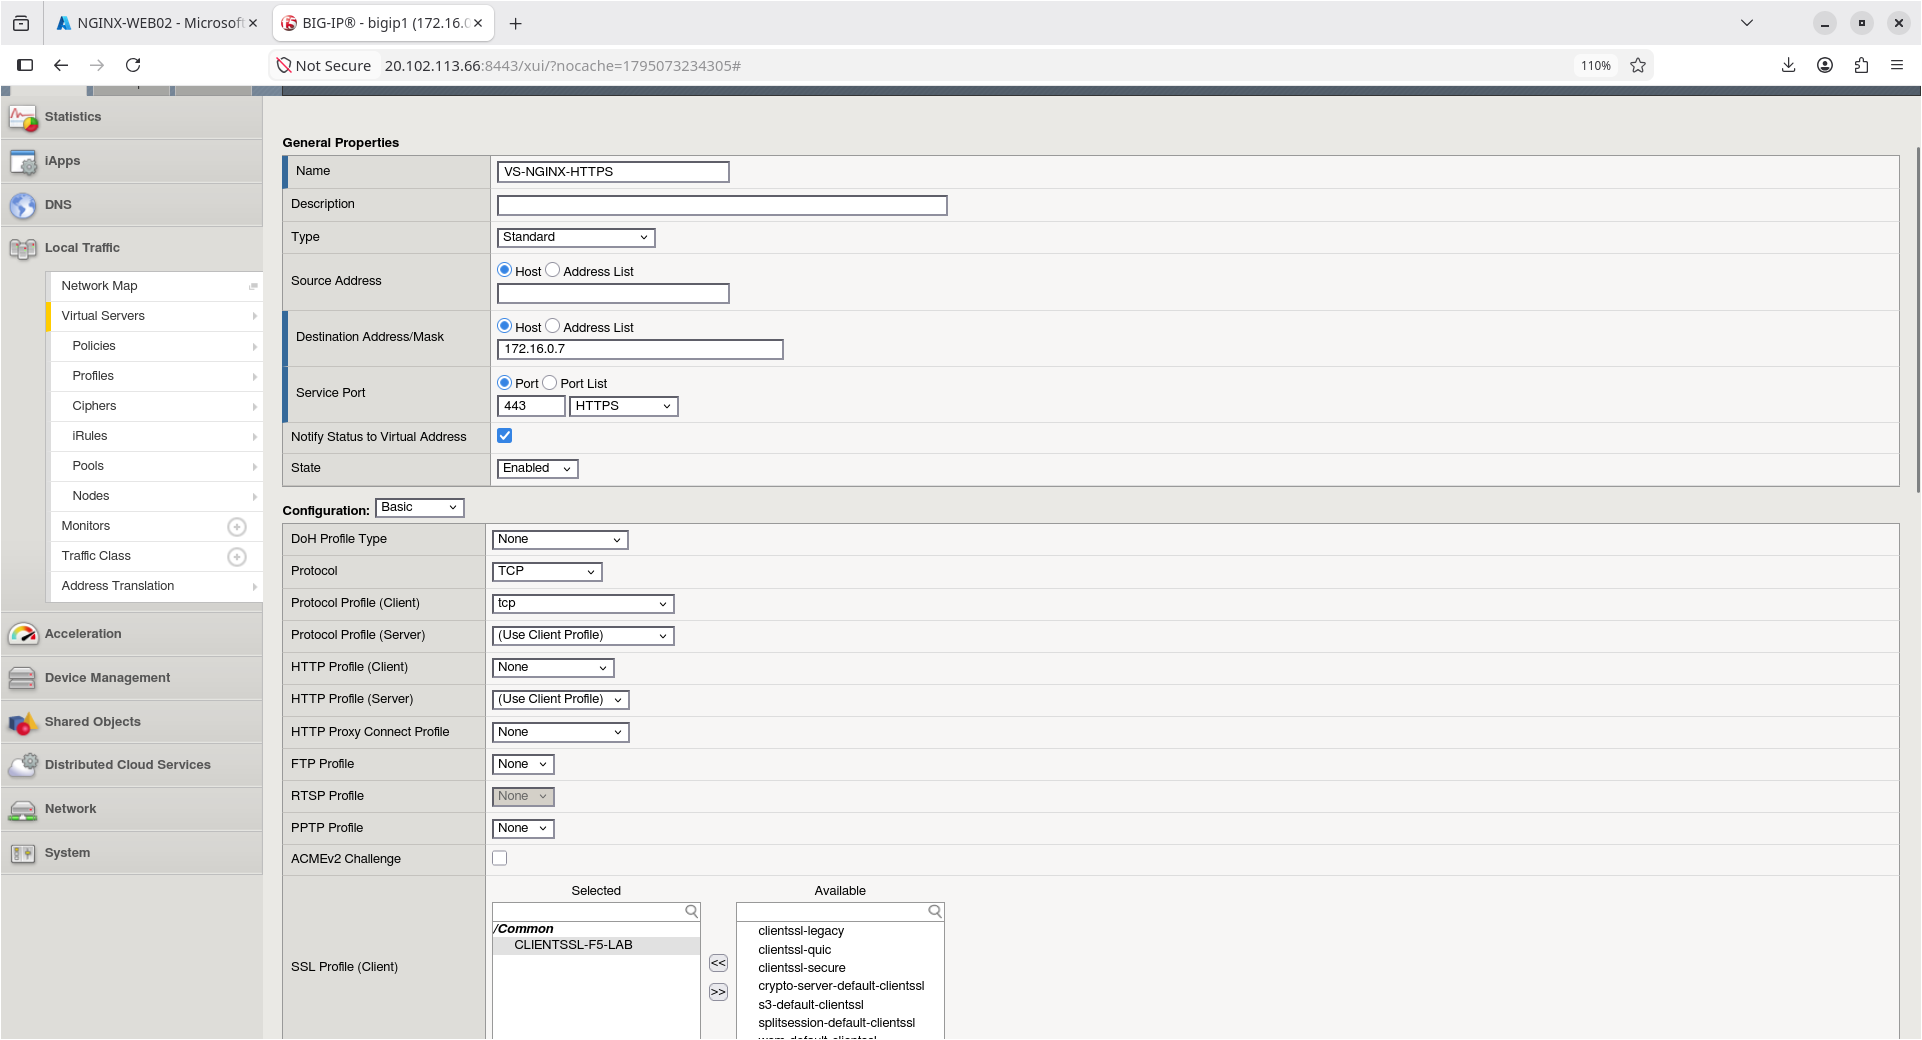 NGINX-WEB02 - Microsoft
BIG-IP® - bigip1 (172.16.0
Not Secure
20.102.113.66:8443/xui/?nocache=1795073234305#
110%
Statistics
iApps
DNS
Local Traffic
Network Map
Virtual Servers
Policies
Profiles
Ciphers
iRules
Pools
Nodes
Monitors
Traffic Class
Address Translation
Acceleration
Device Management
Shared Objects
Distributed Cloud Services
Network
System
General Properties
Name VS-NGINX-HTTPS
Description
Type Standard
Source Address Host Address List
Destination Address/Mask Host Address List
172.16.0.7
Service Port Port Port List
443 HTTPS
Notify Status to Virtual Address
State Enabled
Configuration: Basic
DoH Profile Type None
Protocol TCP
Protocol Profile (Client) tcp
Protocol Profile (Server) (Use Client Profile)
HTTP Profile (Client) None
HTTP Profile (Server) (Use Client Profile)
HTTP Proxy Connect Profile None
FTP Profile None
RTSP Profile None
PPTP Profile None
ACMEv2 Challenge
SSL Profile (Client)
Selected
/Common
CLIENTSSL-F5-LAB
<<
>>
Available
clientssl-legacy
clientssl-quic
clientssl-secure
crypto-server-default-clientssl
s3-default-clientssl
splitsession-default-clientssl